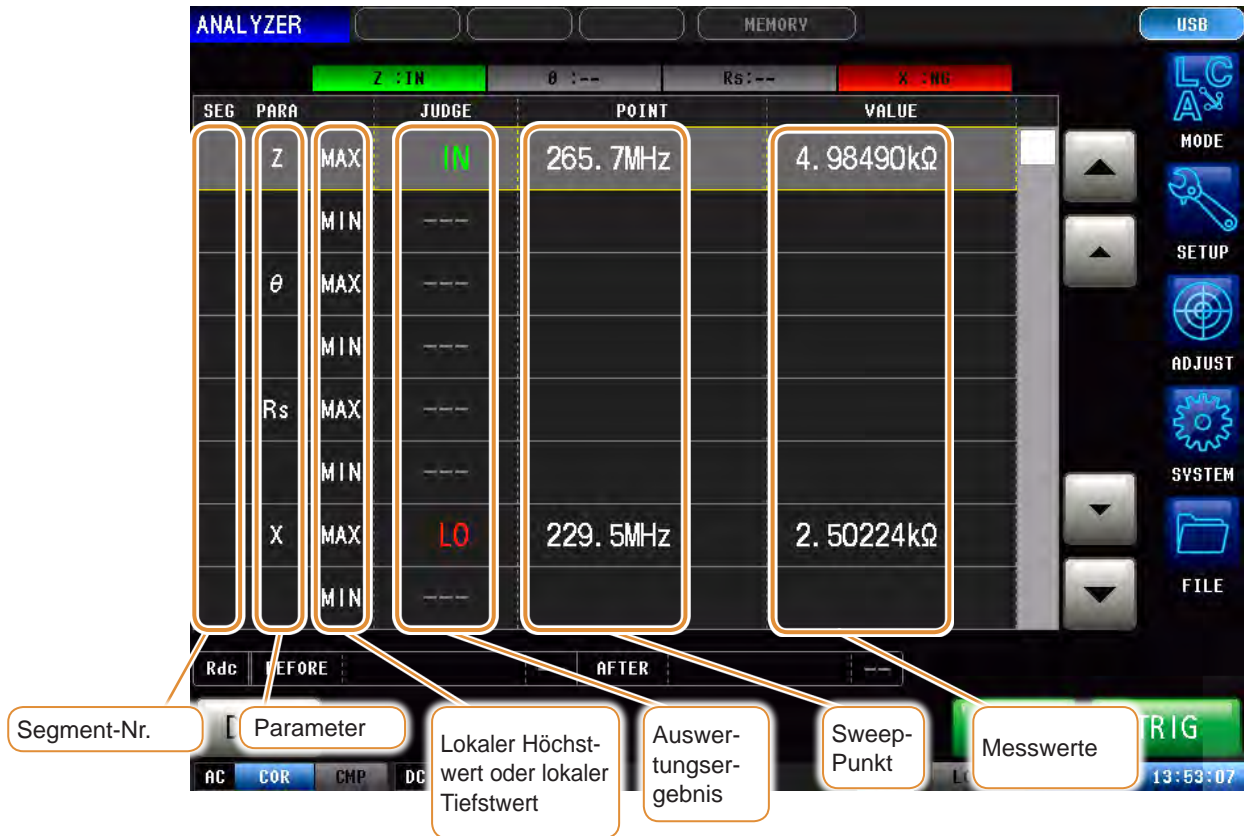 ANALYZER MEMORY USB
Z :IN θ :-- Rs:-- X :NG
SEG PARA JUDGE POINT VALUE
Z MAX IN 265.7MHz 4.98490kΩ
MIN ---
θ MAX ---
MIN ---
Rs MAX ---
MIN ---
X MAX LO 229.5MHz 2.50224kΩ
MIN ---
MODE
SETUP
ADJUST
SYSTEM
FILE
Rdc BEFORE -- AFTER --
Segment-Nr.
Parameter
Lokaler Höchst-
wert oder lokaler
Tiefstwert
Auswer-
tungser-
gebnis
Sweep-
Punkt
Messwerte
TRIG
AC COR CMP DC 13:53:07